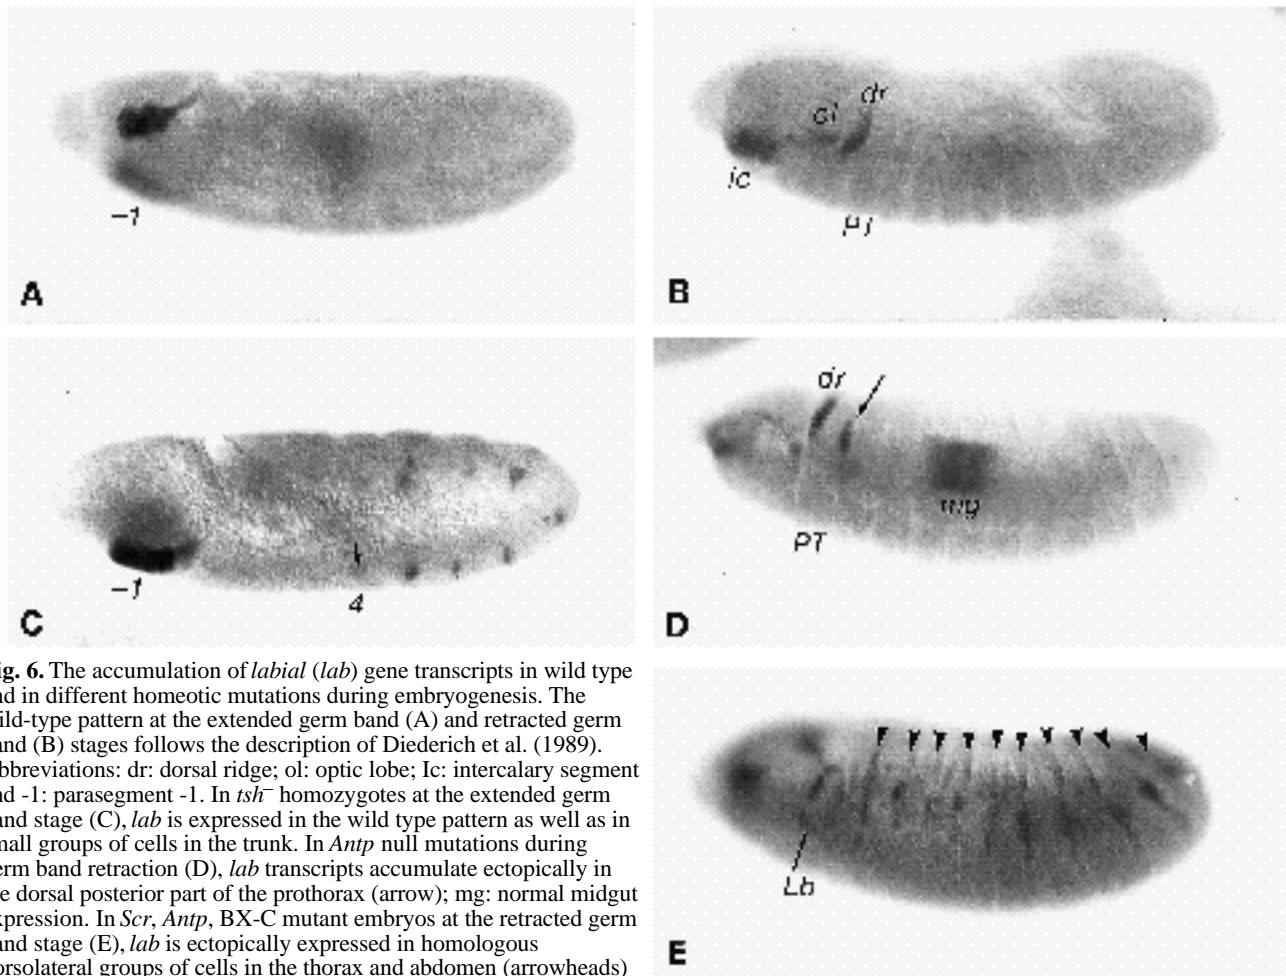 -1
A
ol
dr
ic
B
-1
4
C
dr
mg
PT
D
ig. 6. The accumulation of labial (lab) gene transcripts in wild type
nd in different homeotic mutations during embryogenesis. The
ild-type pattern at the extended germ band (A) and retracted germ
and (B) stages follows the description of Diederich et al. (1989).
bbreviations: dr: dorsal ridge; ol: optic lobe; Ic: intercalary segment
nd -1: parasegment -1. In tsh– homozygotes at the extended germ
and stage (C), lab is expressed in the wild type pattern as well as in
mall groups of cells in the trunk. In Antp null mutations during
erm band retraction (D), lab transcripts accumulate ectopically in
e dorsal posterior part of the prothorax (arrow); mg: normal midgut
xpression. In Scr, Antp, BX-C mutant embryos at the retracted germ
and stage (E), lab is ectopically expressed in homologous
orsolateral groups of cells in the thorax and abdomen (arrowheads)
Lb
E